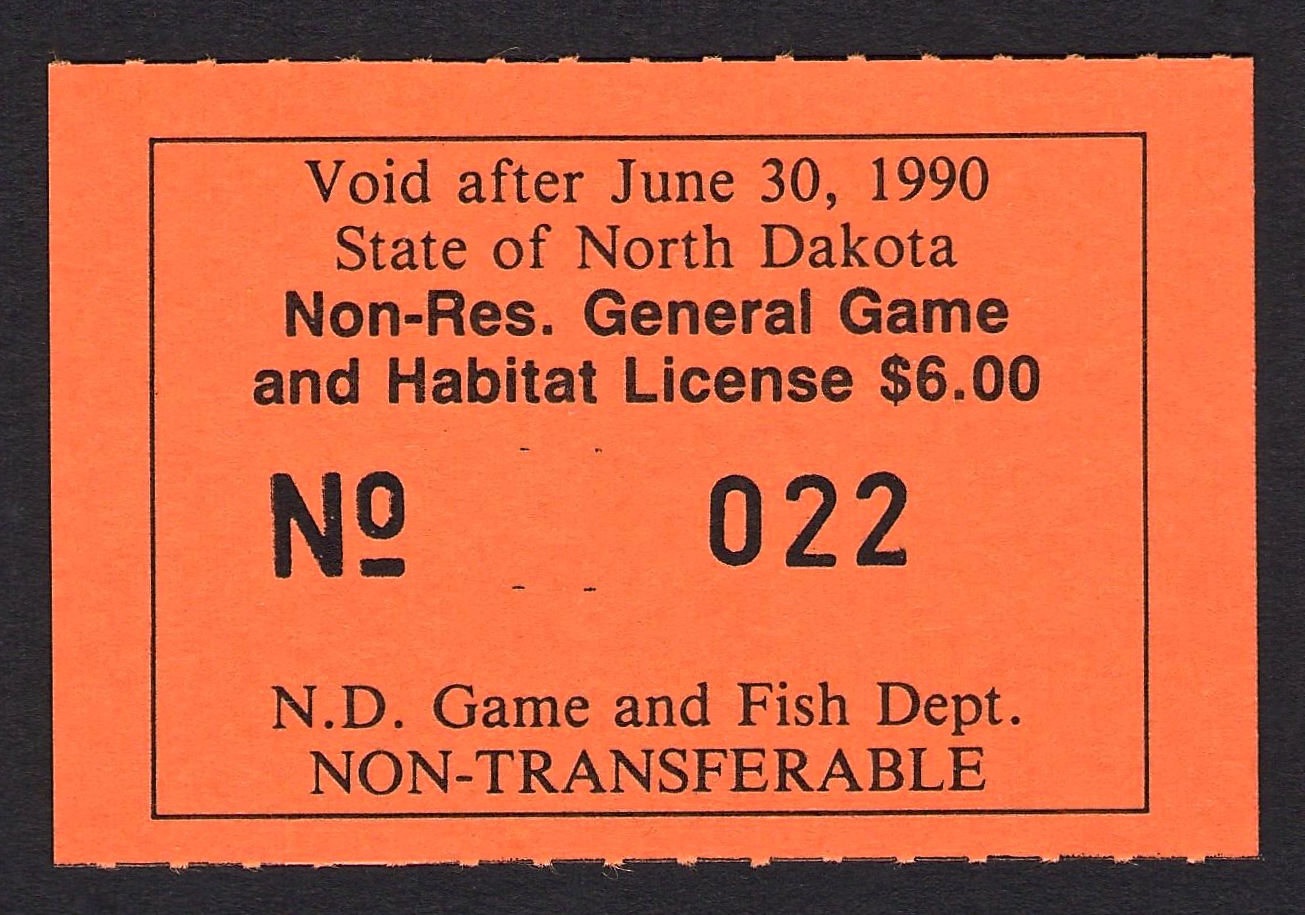 Void after June 30, 1990
State of North Dakota
Non-Res. General Game
and Habitat License $6.00
Nº 022
N.D. Game and Fish Dept.
NON-TRANSFERABLE